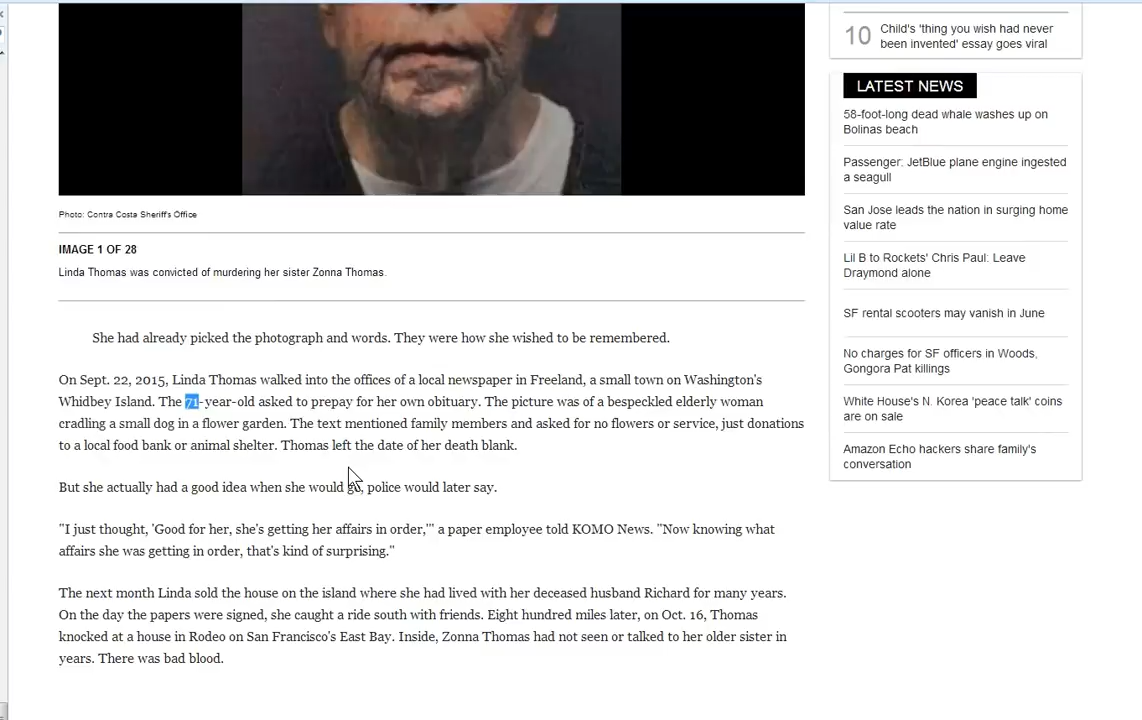 10
Child's 'thing you wish had never
been invented' essay goes viral
LATEST NEWS
58-foot-long dead whale washes up on
Bolinas beach
Passenger: JetBlue plane engine ingested
a seagull
San Jose leads the nation in surging home
value rate
Lil B to Rockets' Chris Paul: Leave
Draymond alone
SF rental scooters may vanish in June
No charges for SF officers in Woods,
Gongora Pat killings
White House's N. Korea 'peace talk' coins
are on sale
Amazon Echo hackers share family's
conversation
Photo: Contra Costa Sheriff's Office
IMAGE 1 OF 28
Linda Thomas was convicted of murdering her sister Zonna Thomas.
She had already picked the photograph and words. They were how she wished to be remembered.
On Sept. 22, 2015, Linda Thomas walked into the offices of a local newspaper in Freeland, a small town on Washington's
Whidbey Island. The 71-year-old asked to prepay for her own obituary. The picture was of a bespeckled elderly woman
cradling a small dog in a flower garden. The text mentioned family members and asked for no flowers or service, just donations
to a local food bank or animal shelter. Thomas left the date of her death blank.
But she actually had a good idea when she would go, police would later say.
"I just thought, 'Good for her, she's getting her affairs in order,'" a paper employee told KOMO News. "Now knowing what
affairs she was getting in order, that's kind of surprising."
The next month Linda sold the house on the island where she had lived with her deceased husband Richard for many years.
On the day the papers were signed, she caught a ride south with friends. Eight hundred miles later, on Oct. 16, Thomas
knocked at a house in Rodeo on San Francisco's East Bay. Inside, Zonna Thomas had not seen or talked to her older sister in
years. There was bad blood.